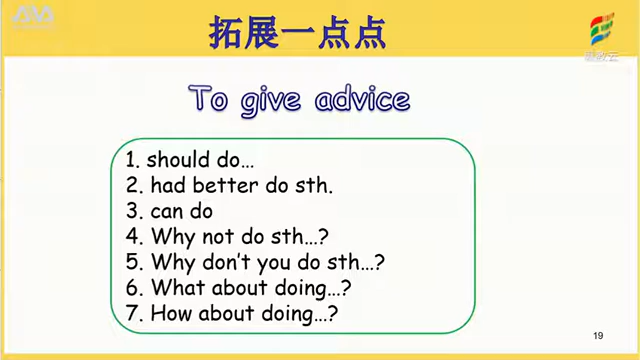 拓展一点点
To give advice
1. should do…
2. had better do sth.
3. can do
4. Why not do sth…?
5. Why don't you do sth…?
6. What about doing…?
7. How about doing…?
19